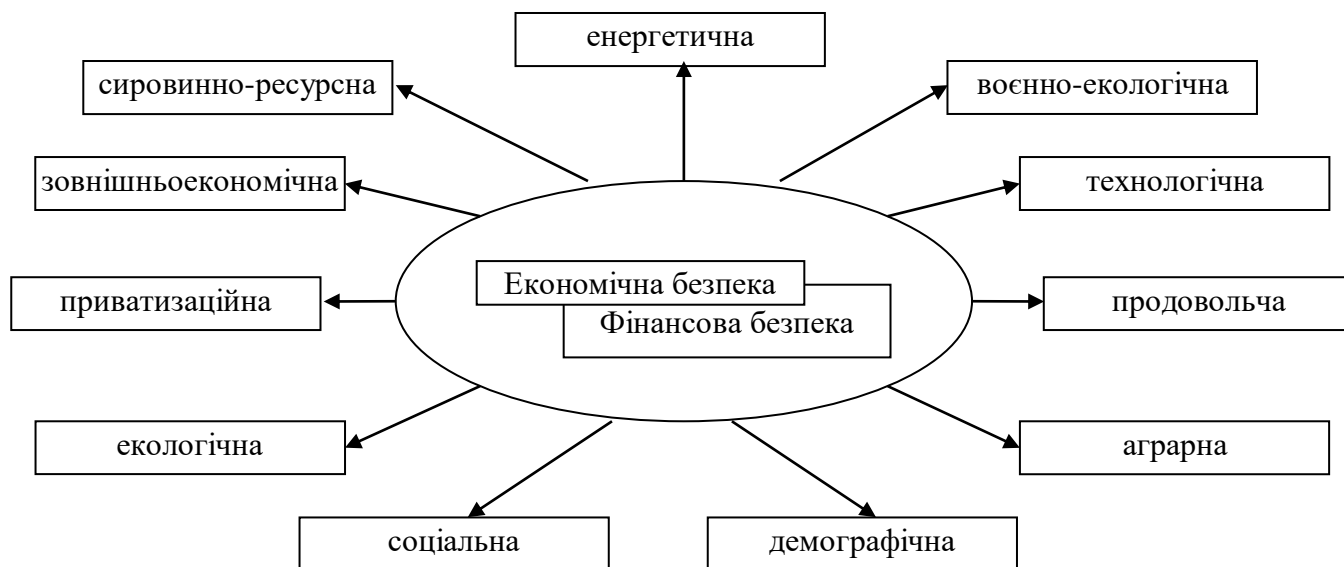 енергетична
сировинно-ресурсна
воєнно-екологічна
зовнішньоекономічна
технологічна
Економічна безпека
приватизаційна
продовольча
Фінансова безпека
екологічна
аграрна
соціальна
демографічна